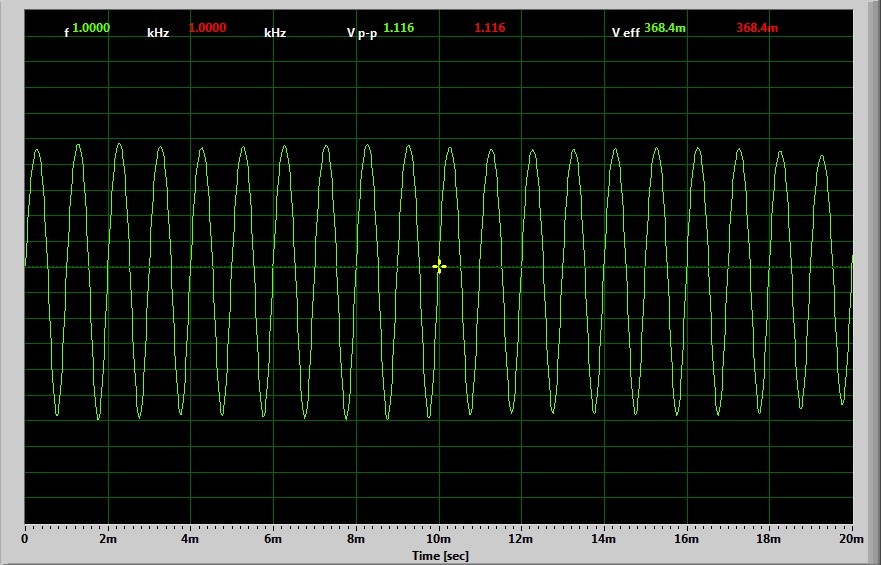 f 1.0000 kHz 1.0000 kHz V p-p 1.116 1.116 V eff 368.4m 368.4m
0 2m 4m 6m 8m 10m 12m 14m 16m 18m 20m
Time [sec]